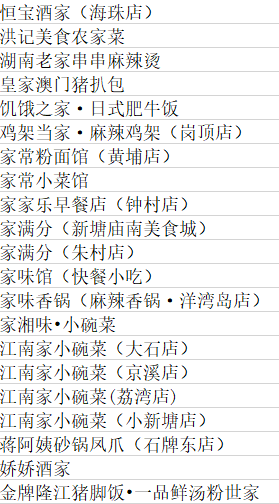 恒宝酒家（海珠店）
洪记美食农家菜
湖南老家串串麻辣烫
皇家澳门猪扒包
饥饿之家·日式肥牛饭
鸡架当家·麻辣鸡架（岗顶店）
家常粉面馆（黄埔店）
家常小菜馆
家家乐早餐店（钟村店）
家满分（新塘庙南美食城）
家满分（朱村店）
家味馆（快餐小吃）
家味香锅（麻辣香锅·洋湾岛店）
家湘味•小碗菜
江南家小碗菜（大石店）
江南家小碗菜（京溪店）
江南家小碗菜(荔湾店)
江南家小碗菜（小新塘店）
蒋阿姨砂锅凤爪（石牌东店）
娇娇酒家
金牌隆江猪脚饭·一品鲜汤粉世家